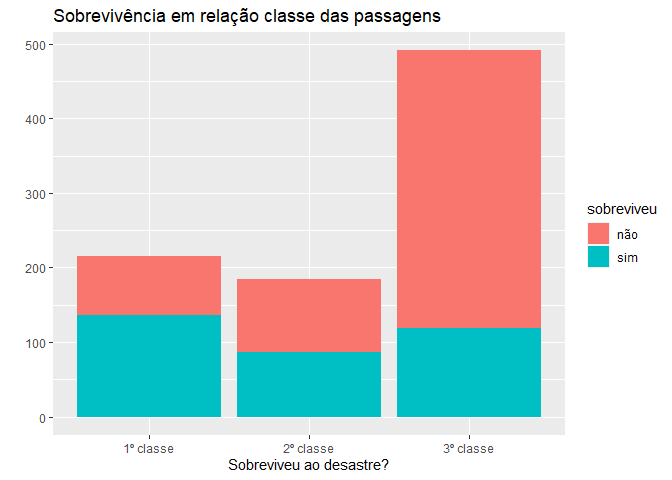 Sobrevivência em relação classe das passagens
500
400
300
200
100
0
1º classe
2º classe
3º classe
Sobreviveu ao desastre?
sobreviveu
não
sim